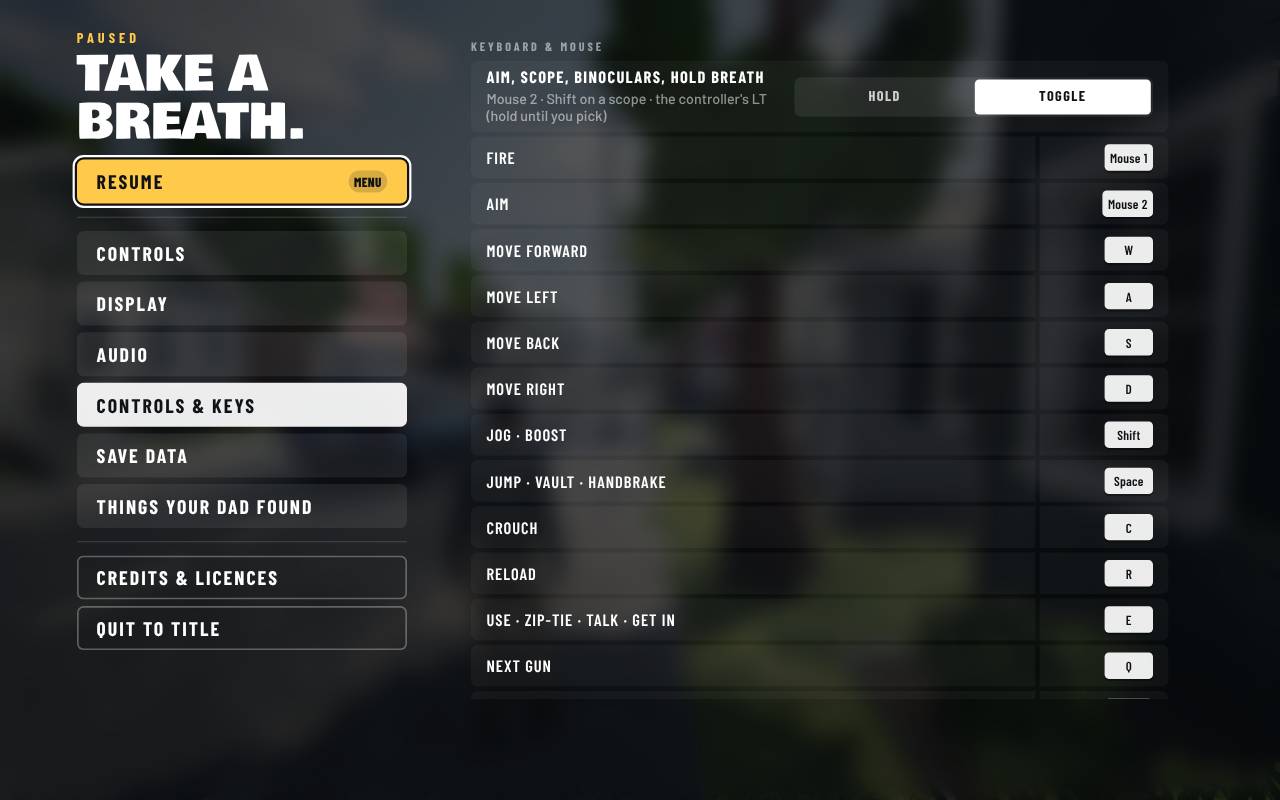 PAUSED
TAKE A
BREATH.
RESUME MENU
CONTROLS
DISPLAY
AUDIO
CONTROLS & KEYS
SAVE DATA
THINGS YOUR DAD FOUND
CREDITS & LICENCES
QUIT TO TITLE
KEYBOARD & MOUSE
AIM, SCOPE, BINOCULARS, HOLD BREATH
Mouse 2 · Shift on a scope · the controller's LT
(hold until you pick)
HOLD TOGGLE
FIRE Mouse 1
AIM Mouse 2
MOVE FORWARD W
MOVE LEFT A
MOVE BACK S
MOVE RIGHT D
JOG · BOOST Shift
JUMP · VAULT · HANDBRAKE Space
CROUCH C
RELOAD R
USE · ZIP-TIE · TALK · GET IN E
NEXT GUN Q